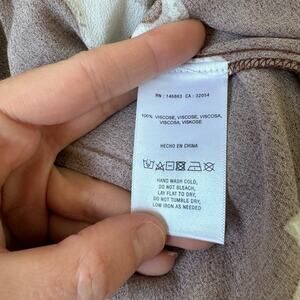 RN : 146863 CA : 32054
100% VISCOSE, VISCOSE, VISCOSA,
VISCOSA, VISKOSE
HECHO EN CHINA
HAND WASH COLD,
DO NOT BLEACH,
LAY FLAT TO DRY,
DO NOT TUMBLE DRY,
LOW IRON AS NEEDED